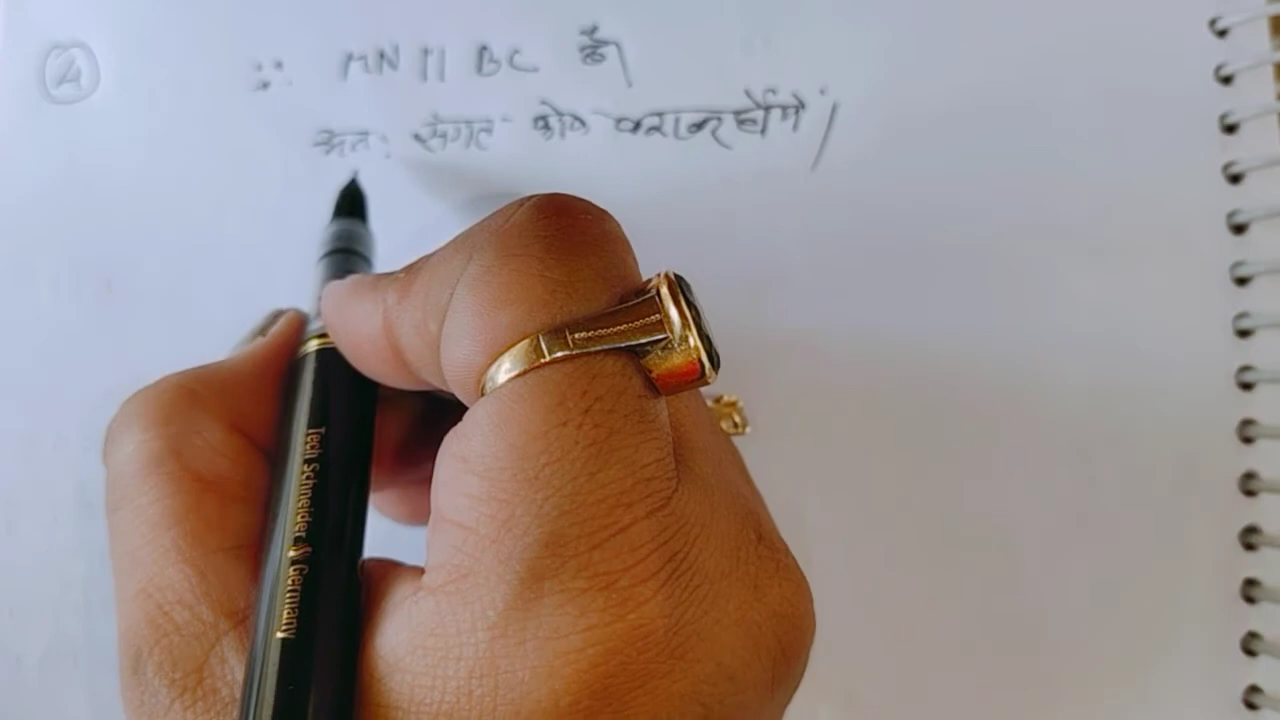 ④
∵ MN || BC है।
अतः संगत कोण बराबर होंगे।
Tech Schneider Germany